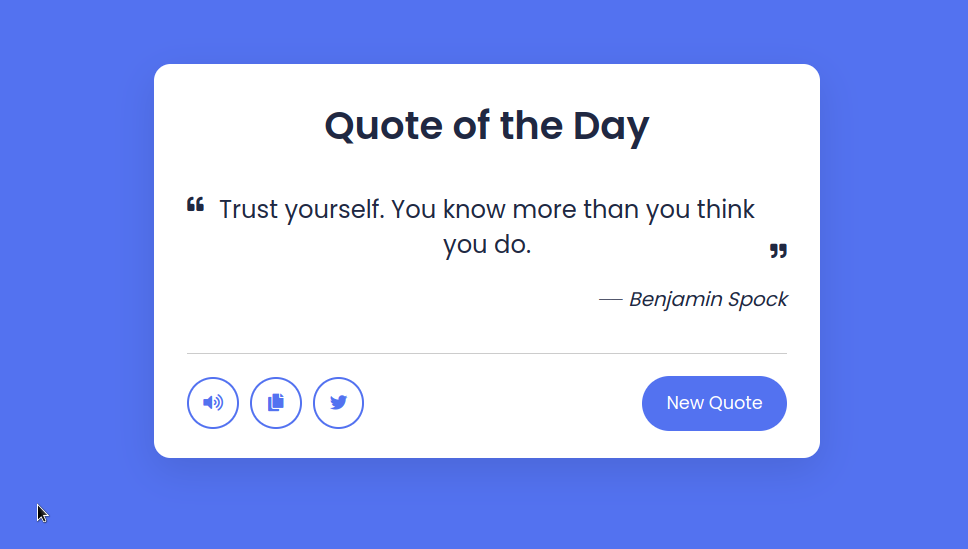 Quote of the Day
❝ Trust yourself. You know more than you think
you do. ❞
— Benjamin Spock
New Quote